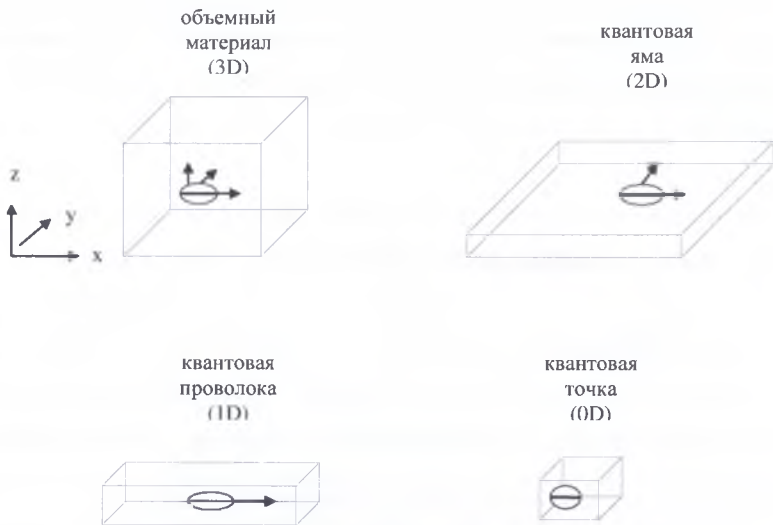 объемный
материал
(3D)
квантовая
яма
(2D)
z
y
x
квантовая
проволока
(1D)
квантовая
точка
(0D)